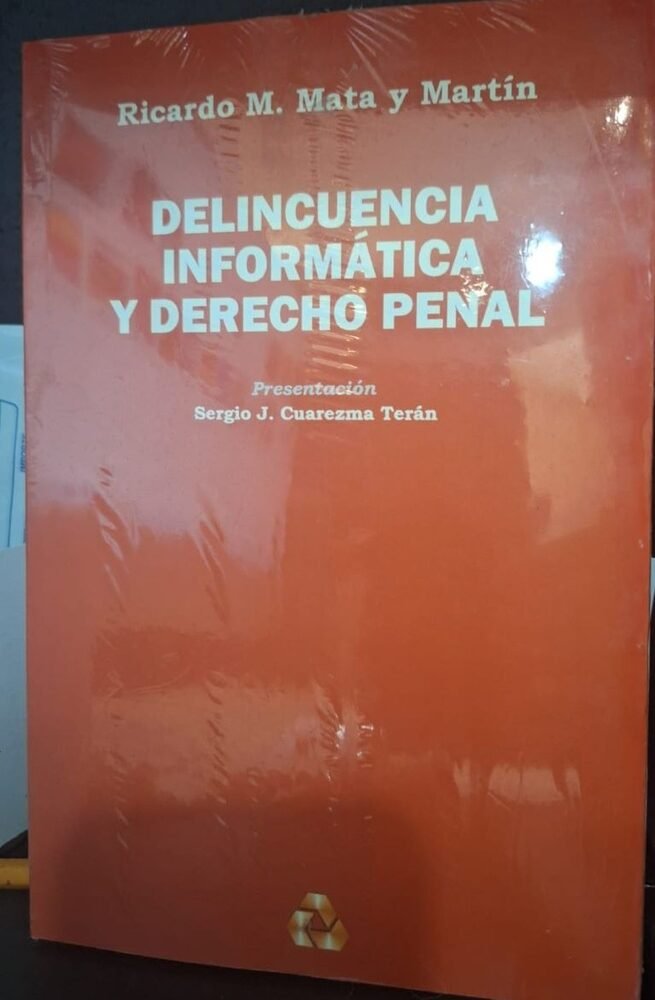 Ricardo M. Mata y Martín
DELINCUENCIA
INFORMÁTICA
Y DERECHO PENAL
Presentación
Sergio J. Cuarezma Terán